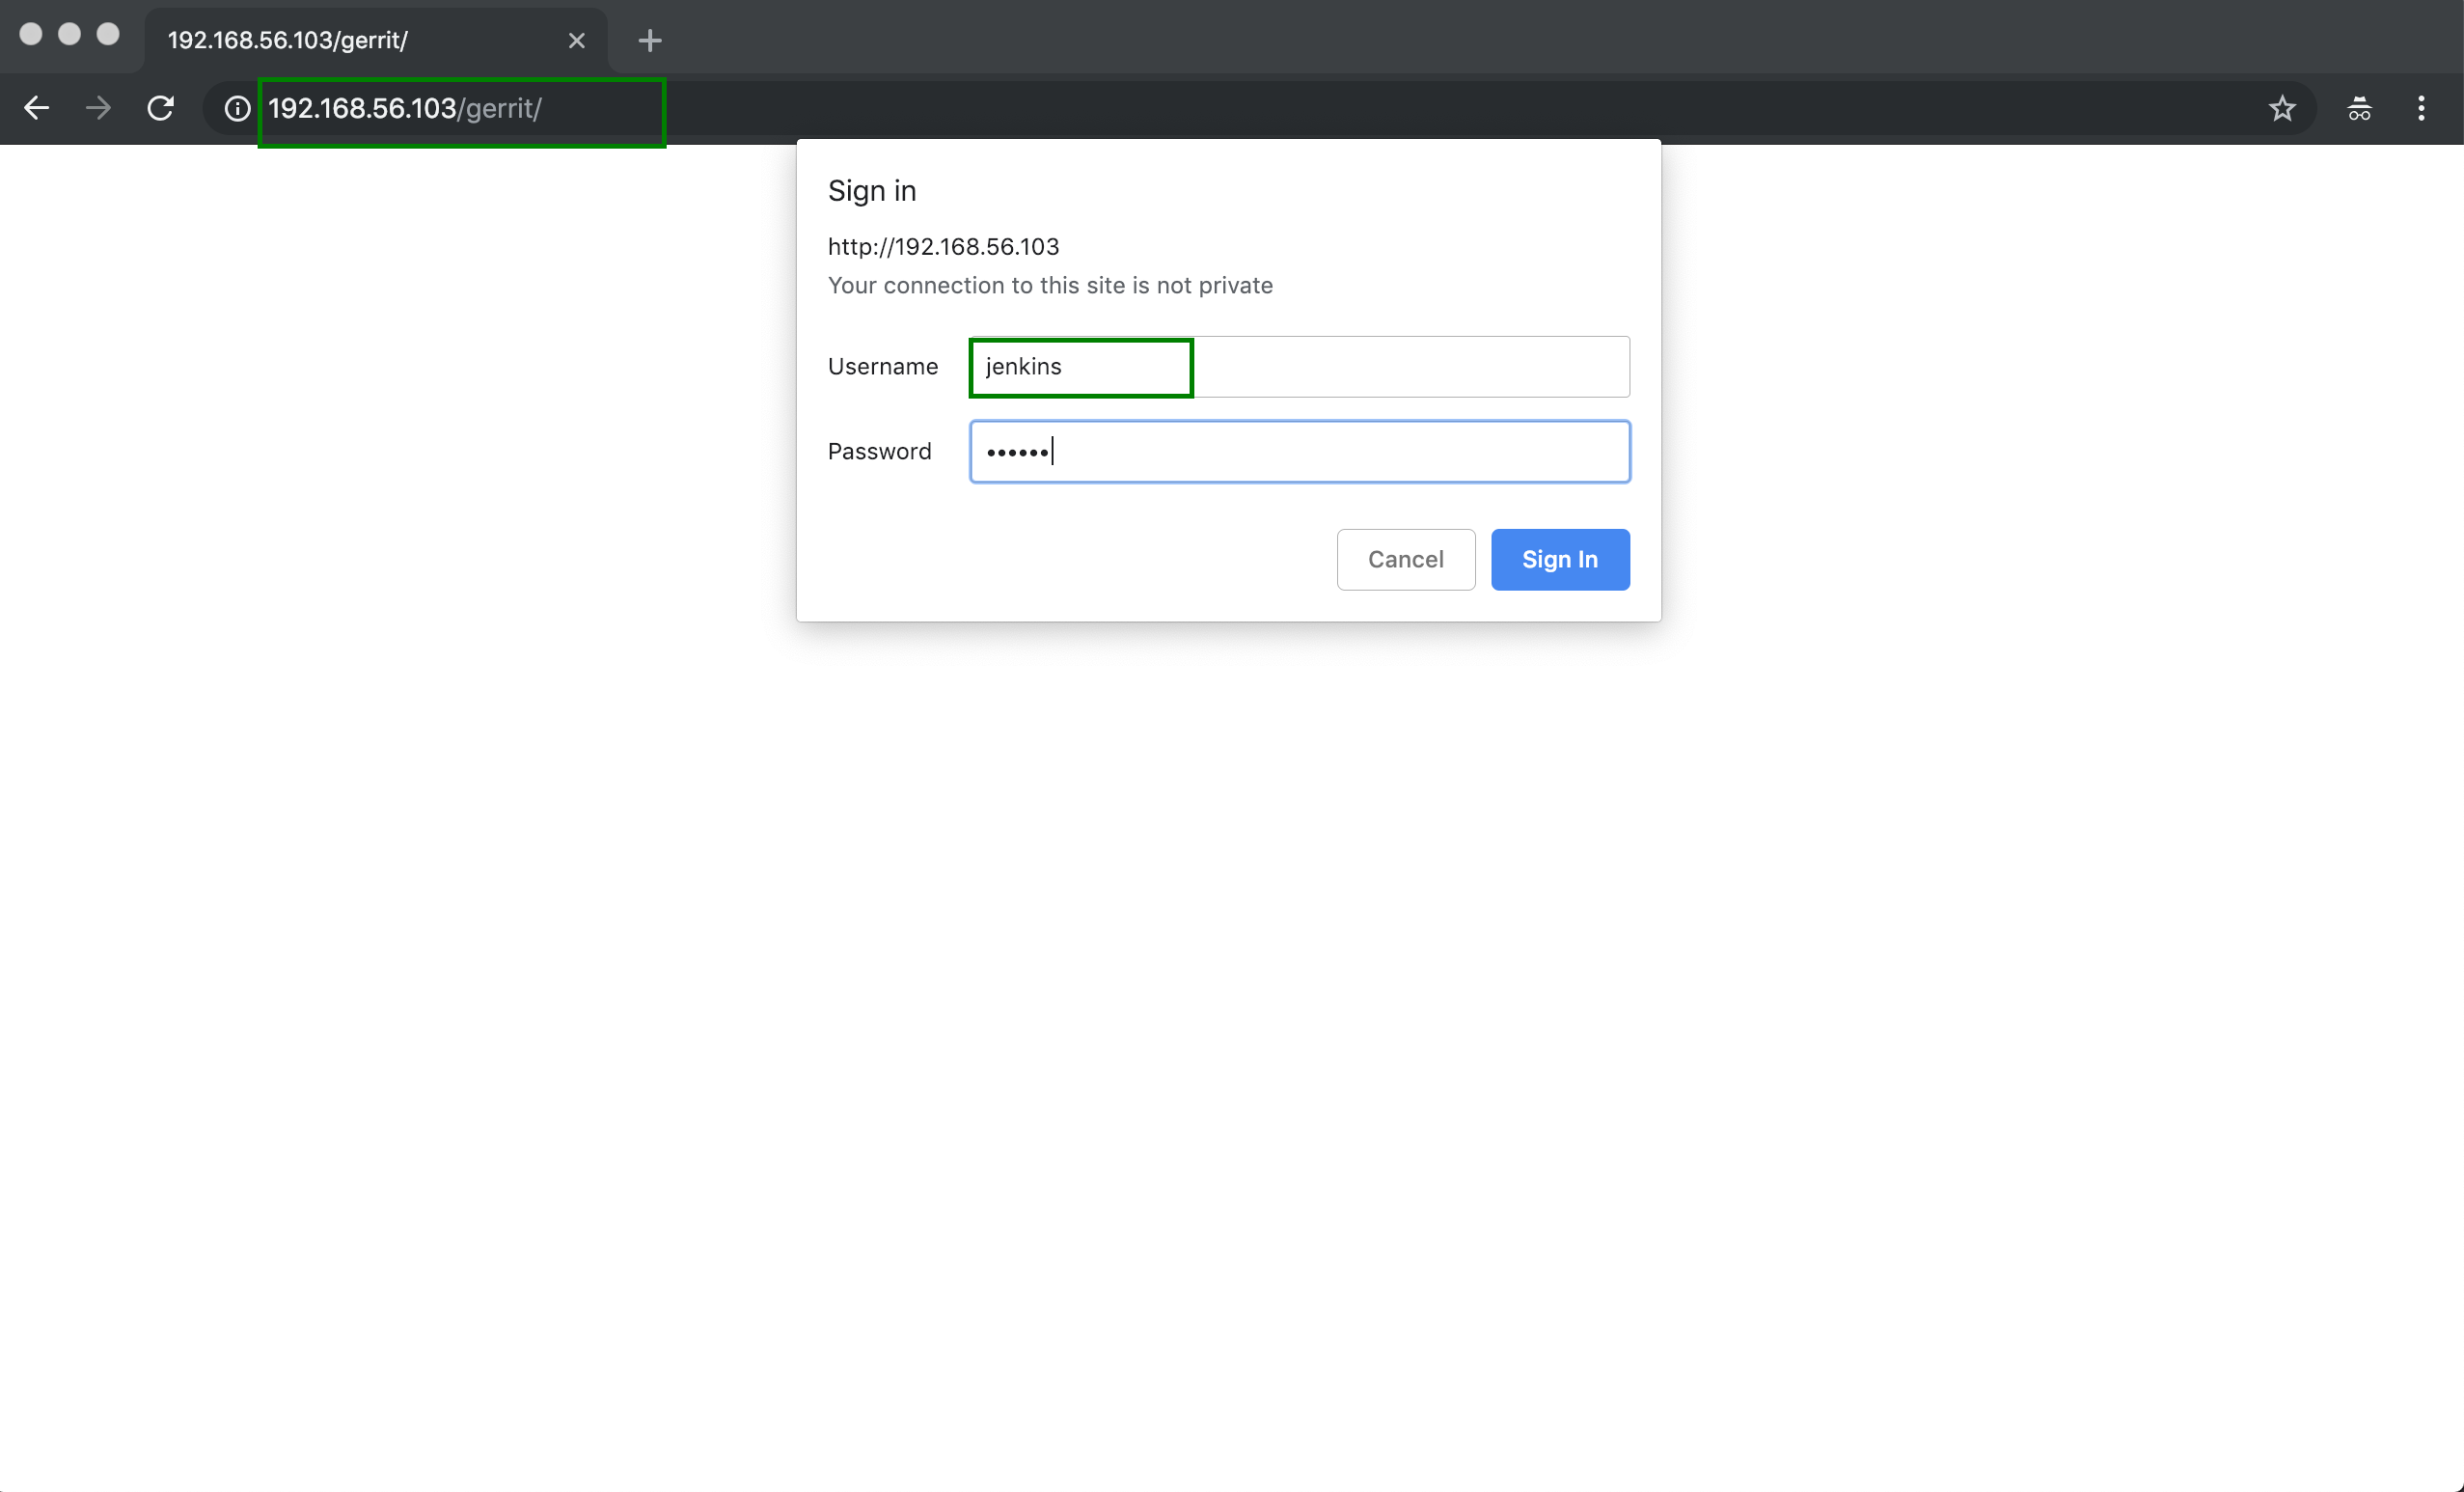 192.168.56.103/gerrit/
192.168.56.103/gerrit/
Sign in
http://192.168.56.103
Your connection to this site is not private
Username jenkins
Password ••••••
Cancel Sign In